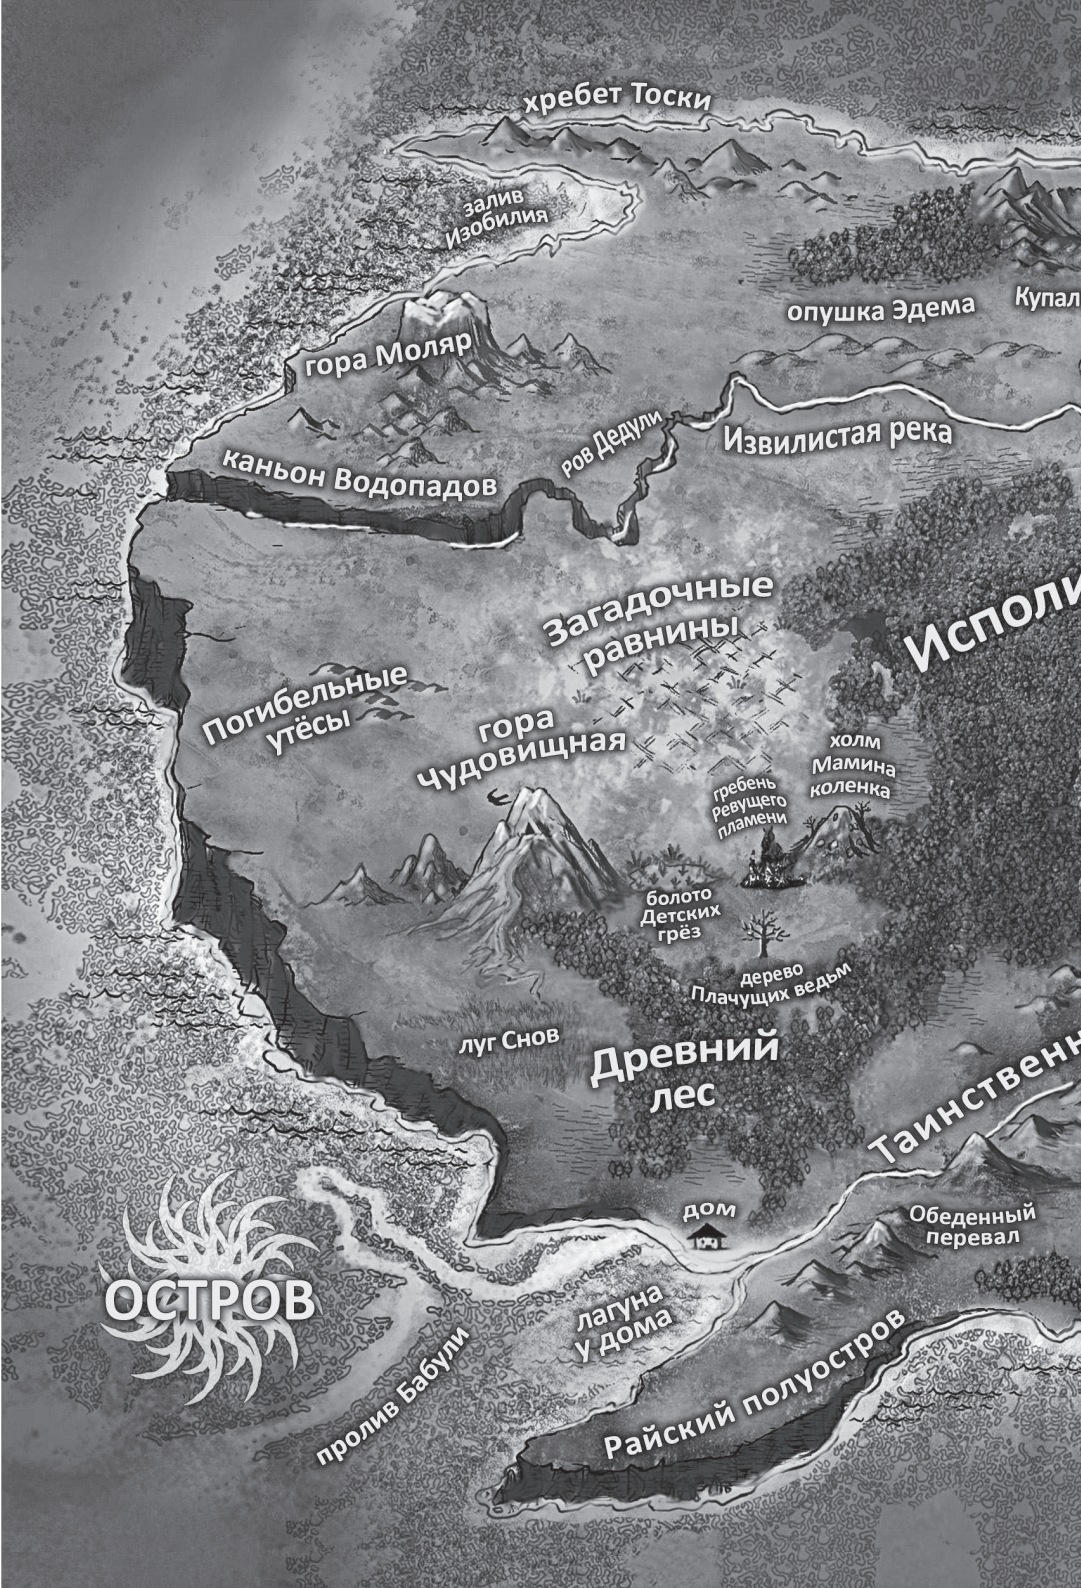 хребет Тоски
залив
Изобилия
опушка Эдема
Купал
гора Моляр
ров Дедули
Извилистая река
каньон Водопадов
Загадочные
равнины
Исполи
Погибельные
утёсы
гора
Чудовищная
холм
Мамина
коленка
гребень
Ревущего
пламени
болото
Детских
грёз
дерево
Плачущих ведьм
луг Снов
Древний
лес
Таинственн
дом
Обеденный
перевал
ОСТРОВ
лагуна
у дома
пролив Бабули
Райский полуостров